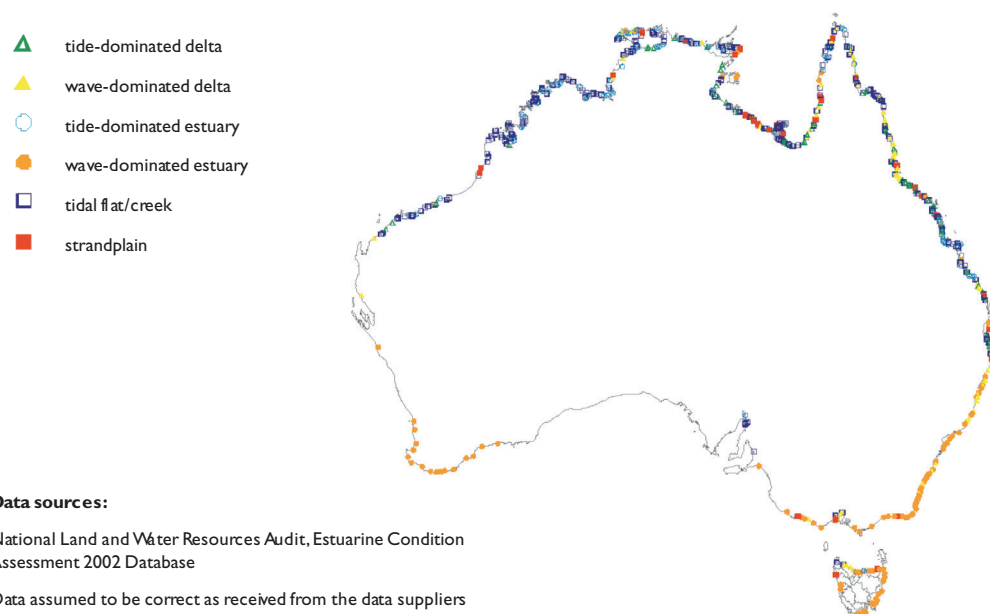 tide-dominated delta
wave-dominated delta
tide-dominated estuary
wave-dominated estuary
tidal flat/creek
strandplain
Data sources:
National Land and Water Resources Audit, Estuarine Condition
Assessment 2002 Database
Data assumed to be correct as received from the data suppliers